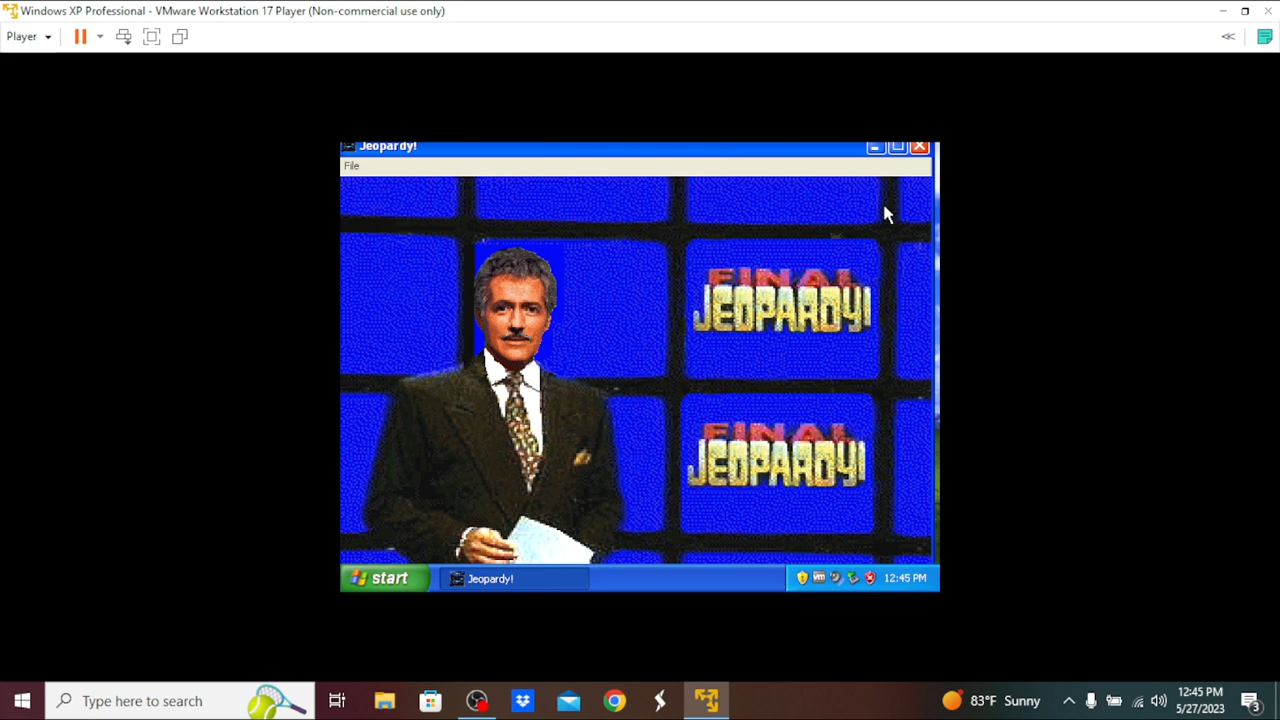 Windows XP Professional - VMware Workstation 17 Player (Non-commercial use only)
Player
Jeopardy!
File
FINAL
JEOPARDY!
FINAL
JEOPARDY!
start
Jeopardy!
12:45 PM
Type here to search
83°F Sunny
12:45 PM
5/27/2023
3